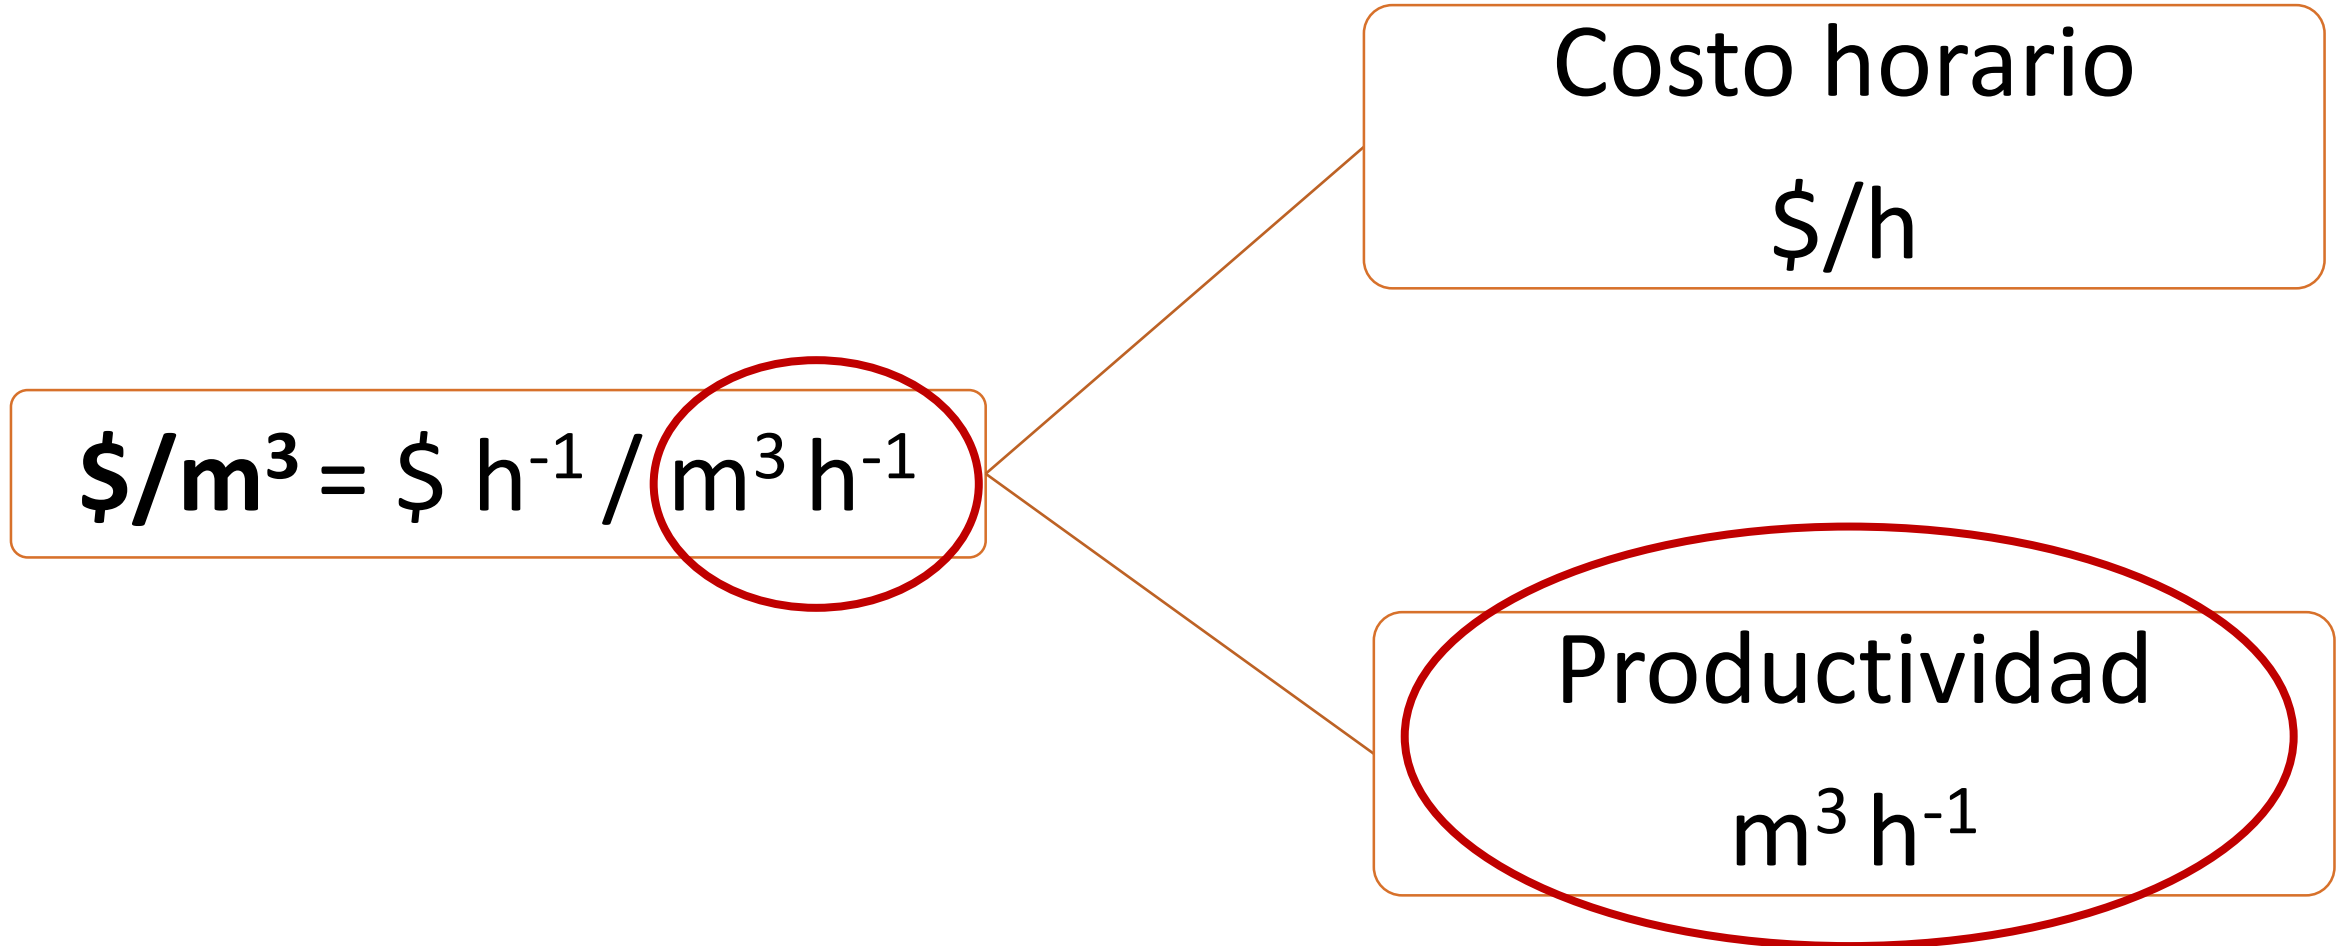 Costo horario
$/h
$/m³ = $ h⁻¹ / m³ h⁻¹
Productividad
m³ h⁻¹